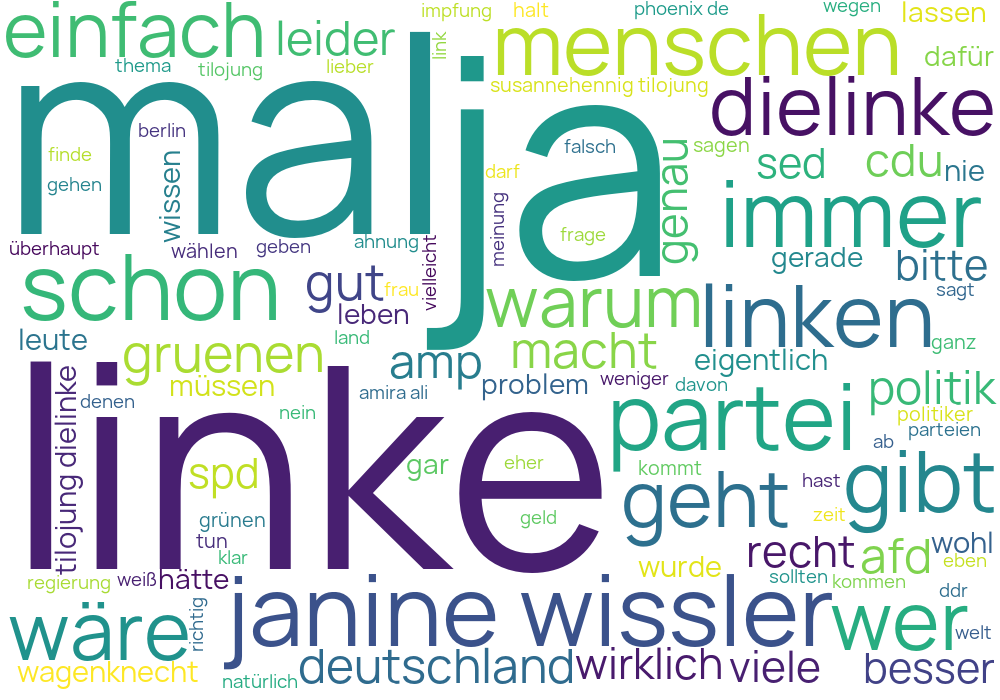 impfung halt phoenix de wegen lassen
einfach leider link menschen dafür
thema tilojung lieber susannehennig tilojung dielinke
mal ja
berlin falsch genau sagen sed cdu nie
finde wissen darf
gehen meinung immer
frage
überhaupt wählen geben ahnung vielleicht gerade bitte
schon gut frau warum linken sagt
leben
leute land macht ganz
gruenen amp eigentlich
tilojung dielinke denen müssen amira ali problem weniger davon politik
linke nein partei politiker
parteien
spd gar eher kommt ab gibt
geht hast
grünen geld zeit
tun recht afd wohl
klar wurde eben
regierung weiß hätte sollten kommen ddr
wäre richtig janine wissler wer welt
wagenknecht natürlich deutschland wirklich viele besser